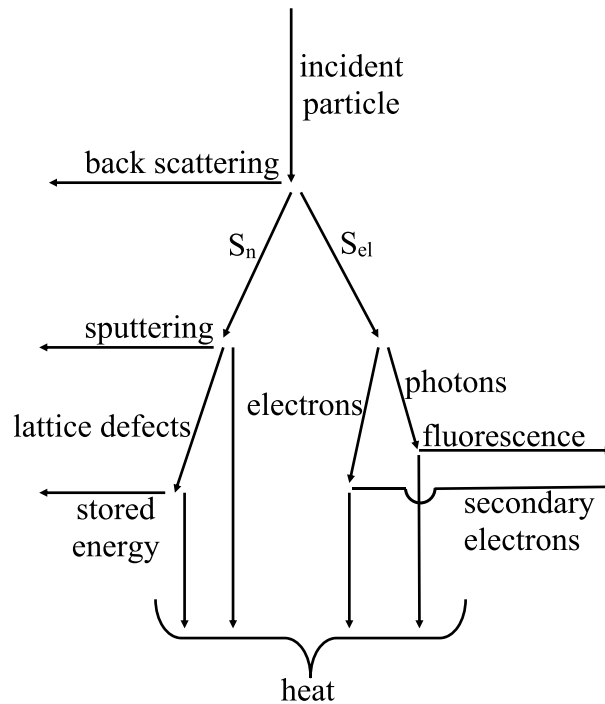 incident
particle
back scattering
Sn
Sel
sputtering
photons
electrons
lattice defects
fluorescence
stored
energy
secondary
electrons
heat